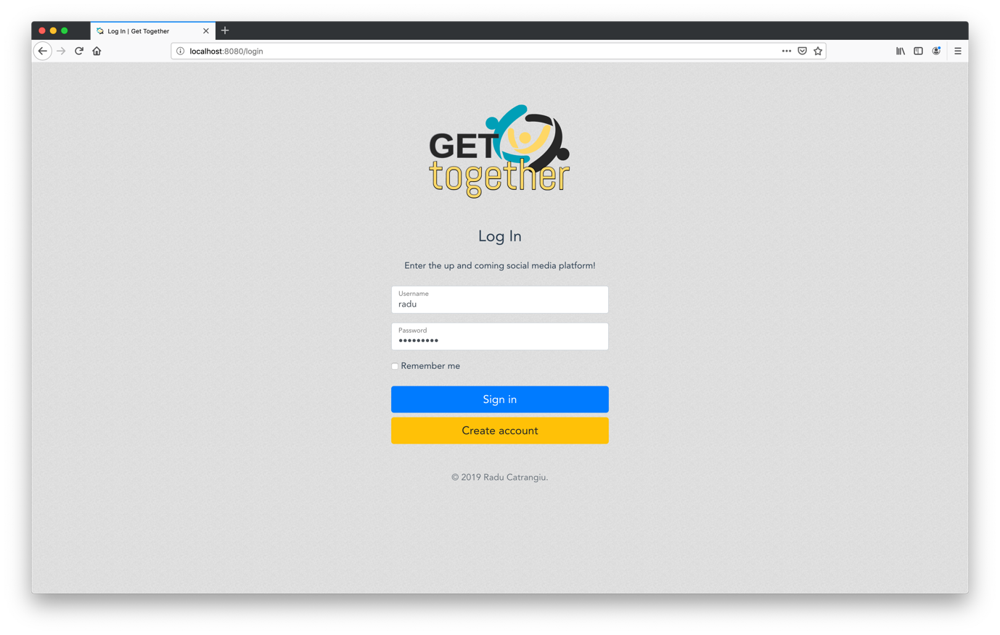 Log In | Get Together
localhost:8080/login
GET
together
Log In
Enter the up and coming social media platform!
Username
radu
Password
•••••••••
Remember me
Sign in
Create account
© 2019 Radu Catrangiu.